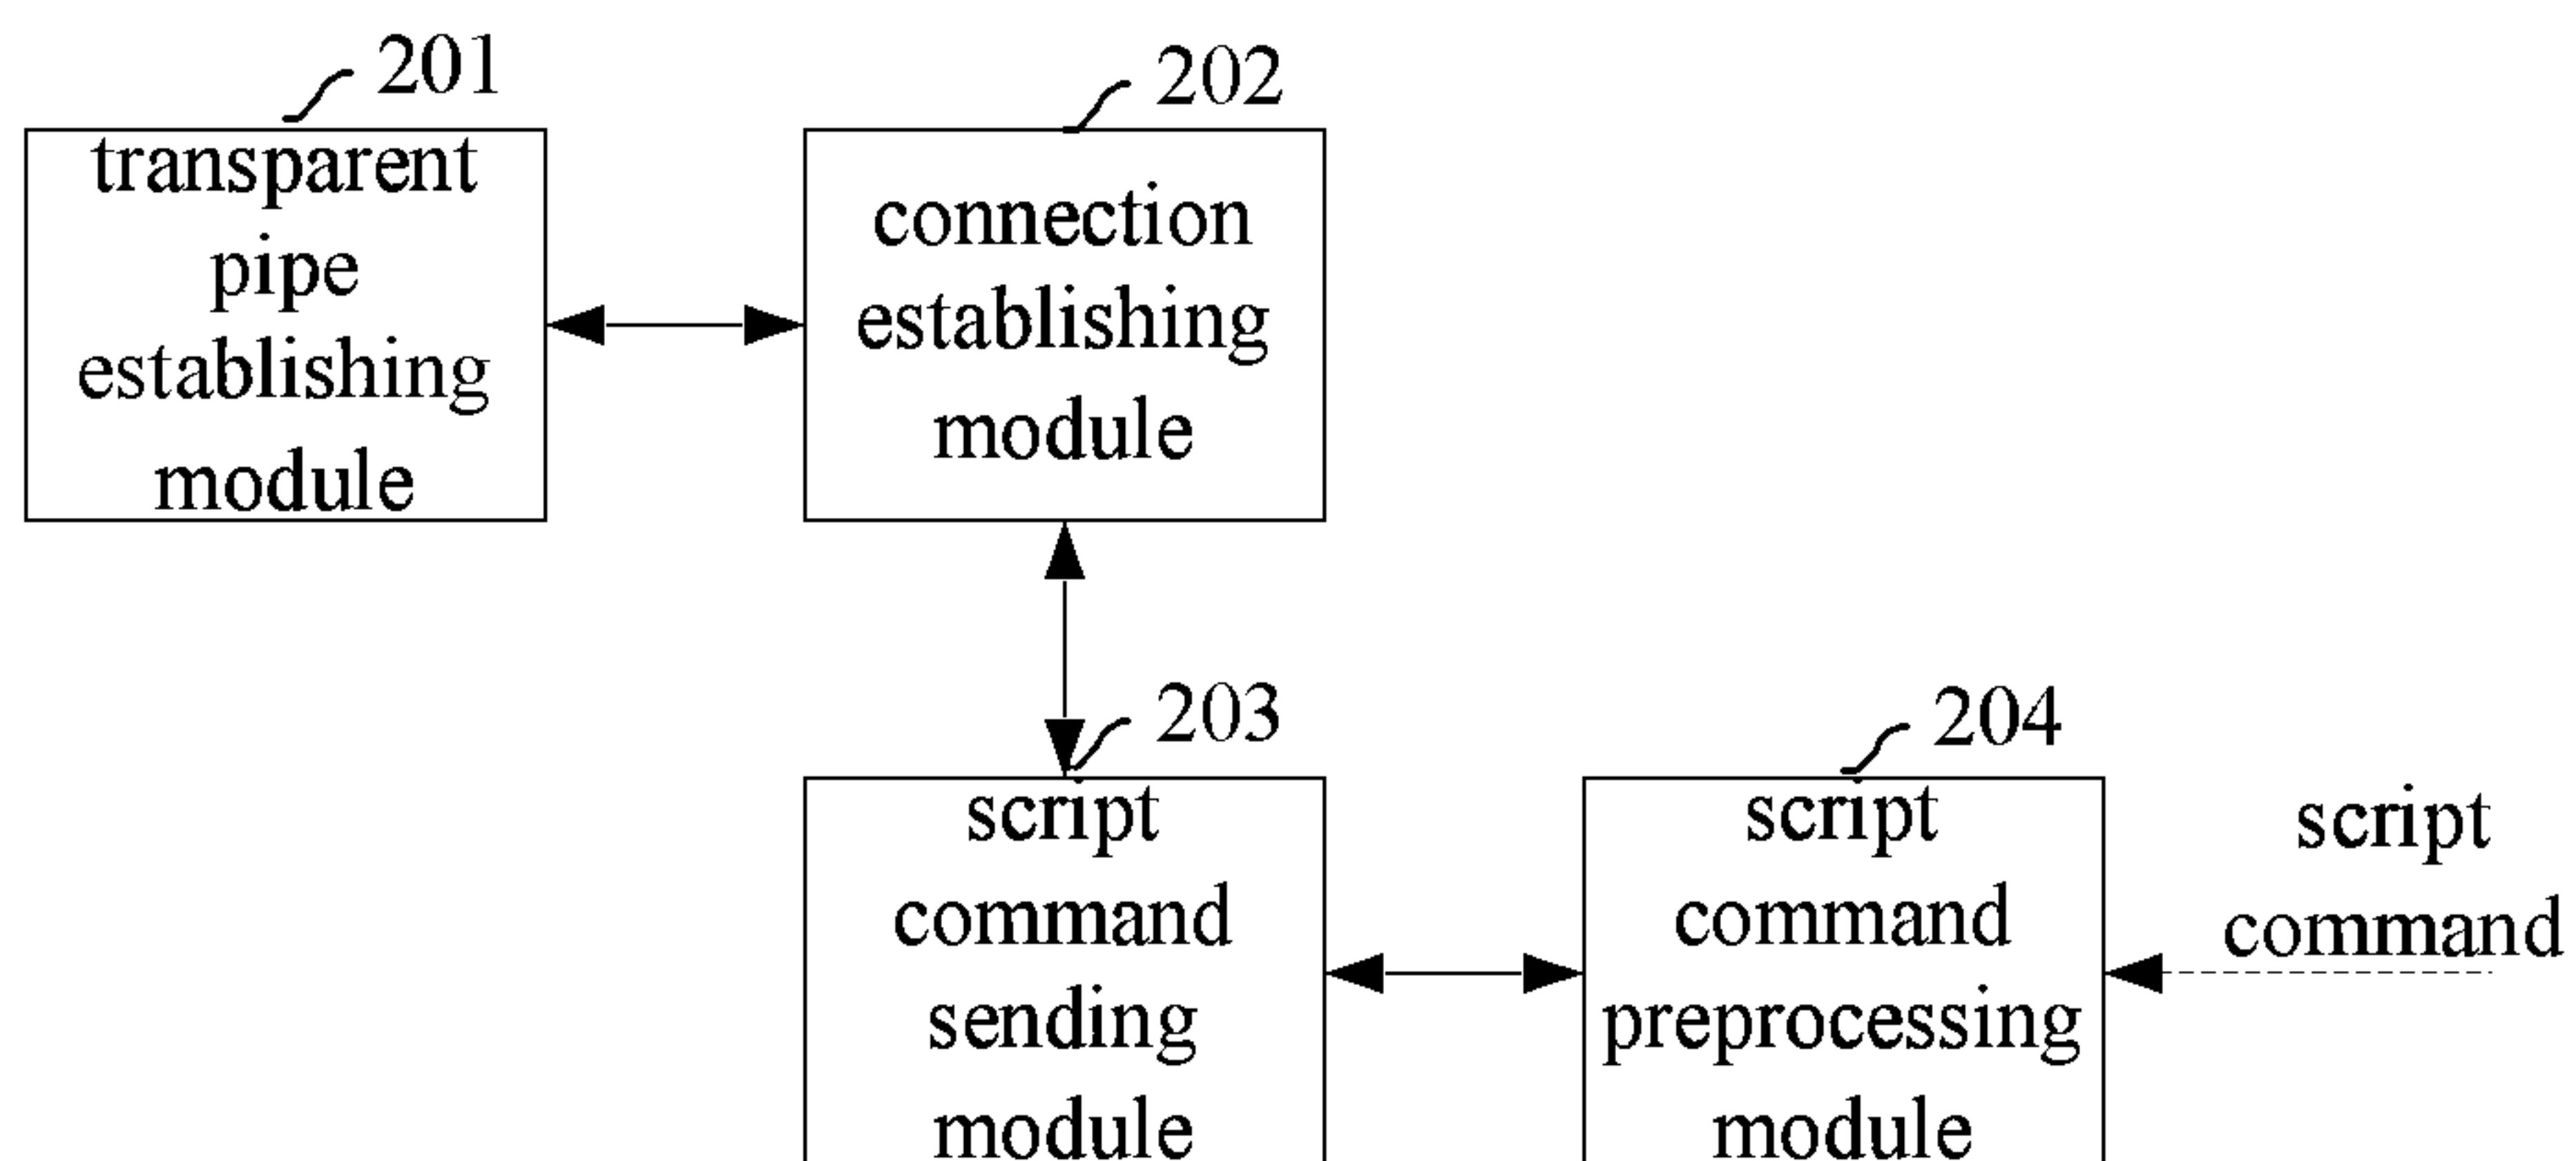 201
transparent
pipe
establishing
module
202
connection
establishing
module
203
script
command
sending
module
204
script
command
preprocessing
module
script
command